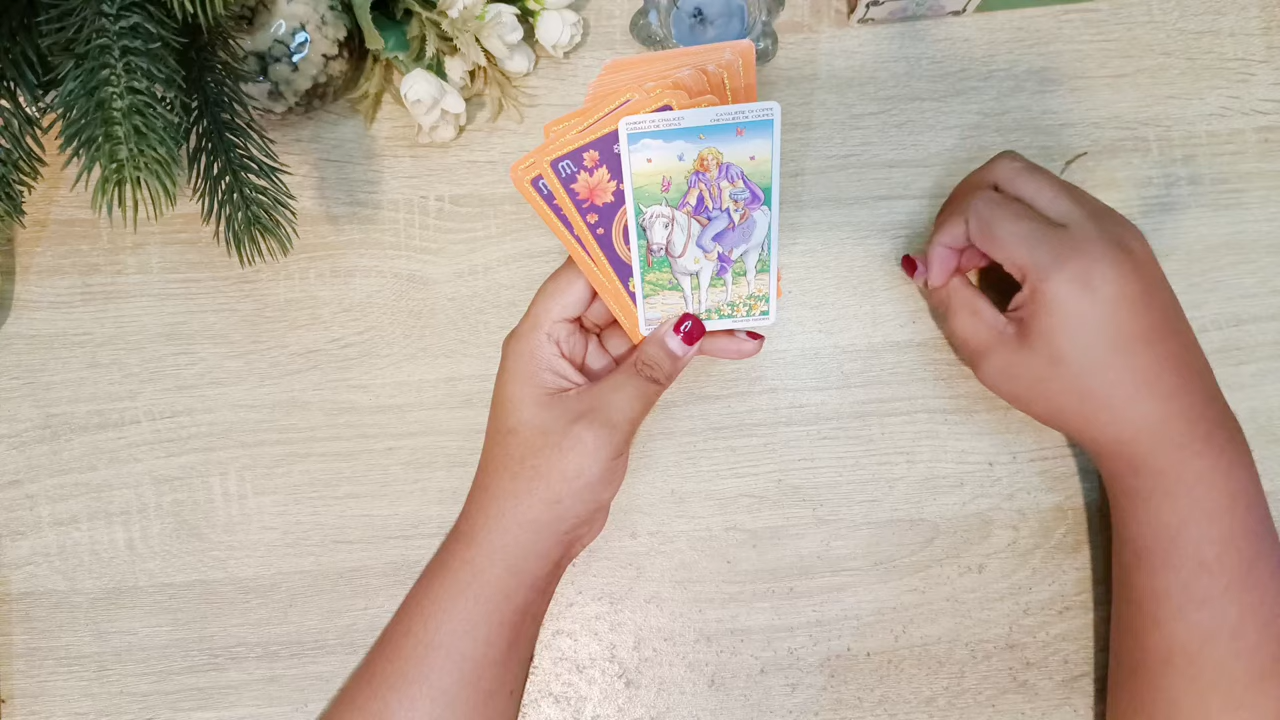 KNIGHT OF CHALICES
CABALLO DE COPAS
CAVALIERE DI COPPE
CHEVALIER DE COUPES